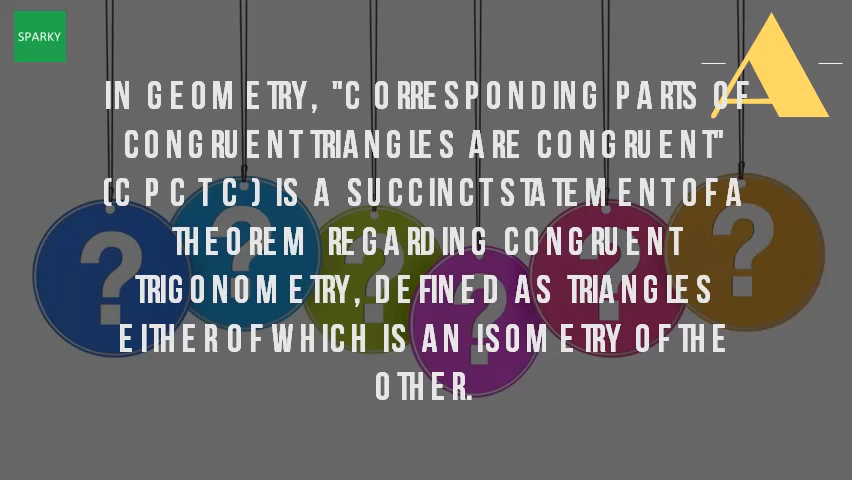 SPARKY
A
IN GEOMETRY, "CORRESPONDING PARTS OF
CONGRUENT TRIANGLES ARE CONGRUENT"
(CPCTC) IS A SUCCINCT STATEMENT OF A
THEOREM REGARDING CONGRUENT
TRIGONOMETRY, DEFINED AS TRIANGLES
EITHER OF WHICH IS AN ISOMETRY OF THE
OTHER.
? ? ? ? ? ?